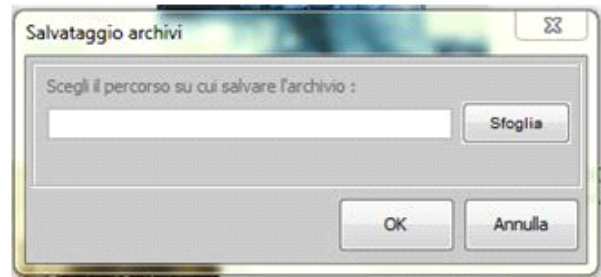 Salvataggio archivi
Scegli il percorso su cui salvare l'archivio :
Sfoglia
OK
Annulla